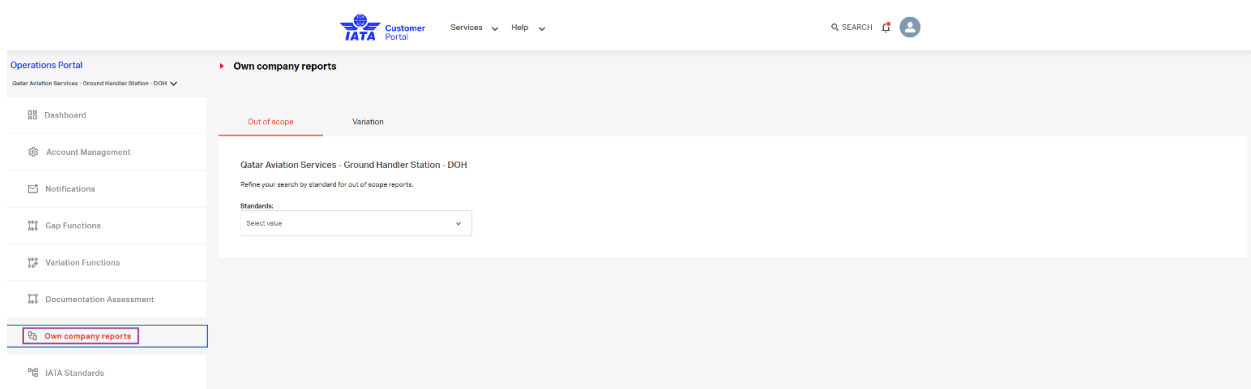 IATA
Customer
Portal
Services
Help
SEARCH
Operations Portal
Qatar Aviation Services - Ground Handler Station - DOH
Own company reports
Dashboard
Account Management
Notifications
Gap Functions
Variation Functions
Documentation Assessment
Own company reports
IATA Standards
Out of scope
Variation
Qatar Aviation Services - Ground Handler Station - DOH
Refine your search by standard for out of scope reports.
Standards:
Select value